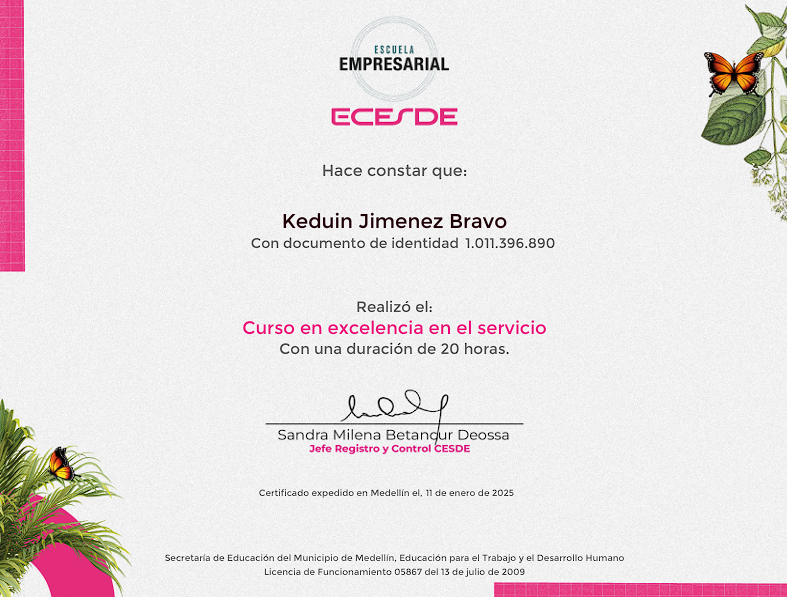 ESCUELA
EMPRESARIAL
CESDE
Hace constar que:
Keduin Jimenez Bravo
Con documento de identidad 1.011.396.890
Realizó el:
Curso en excelencia en el servicio
Con una duración de 20 horas.
Sandra Milena Betancur Deossa
Jefe Registro y Control CESDE
Certificado expedido en Medellín el, 11 de enero de 2025
Secretaría de Educación del Municipio de Medellín, Educación para el Trabajo y el Desarrollo Humano
Licencia de Funcionamiento 05867 del 13 de julio de 2009